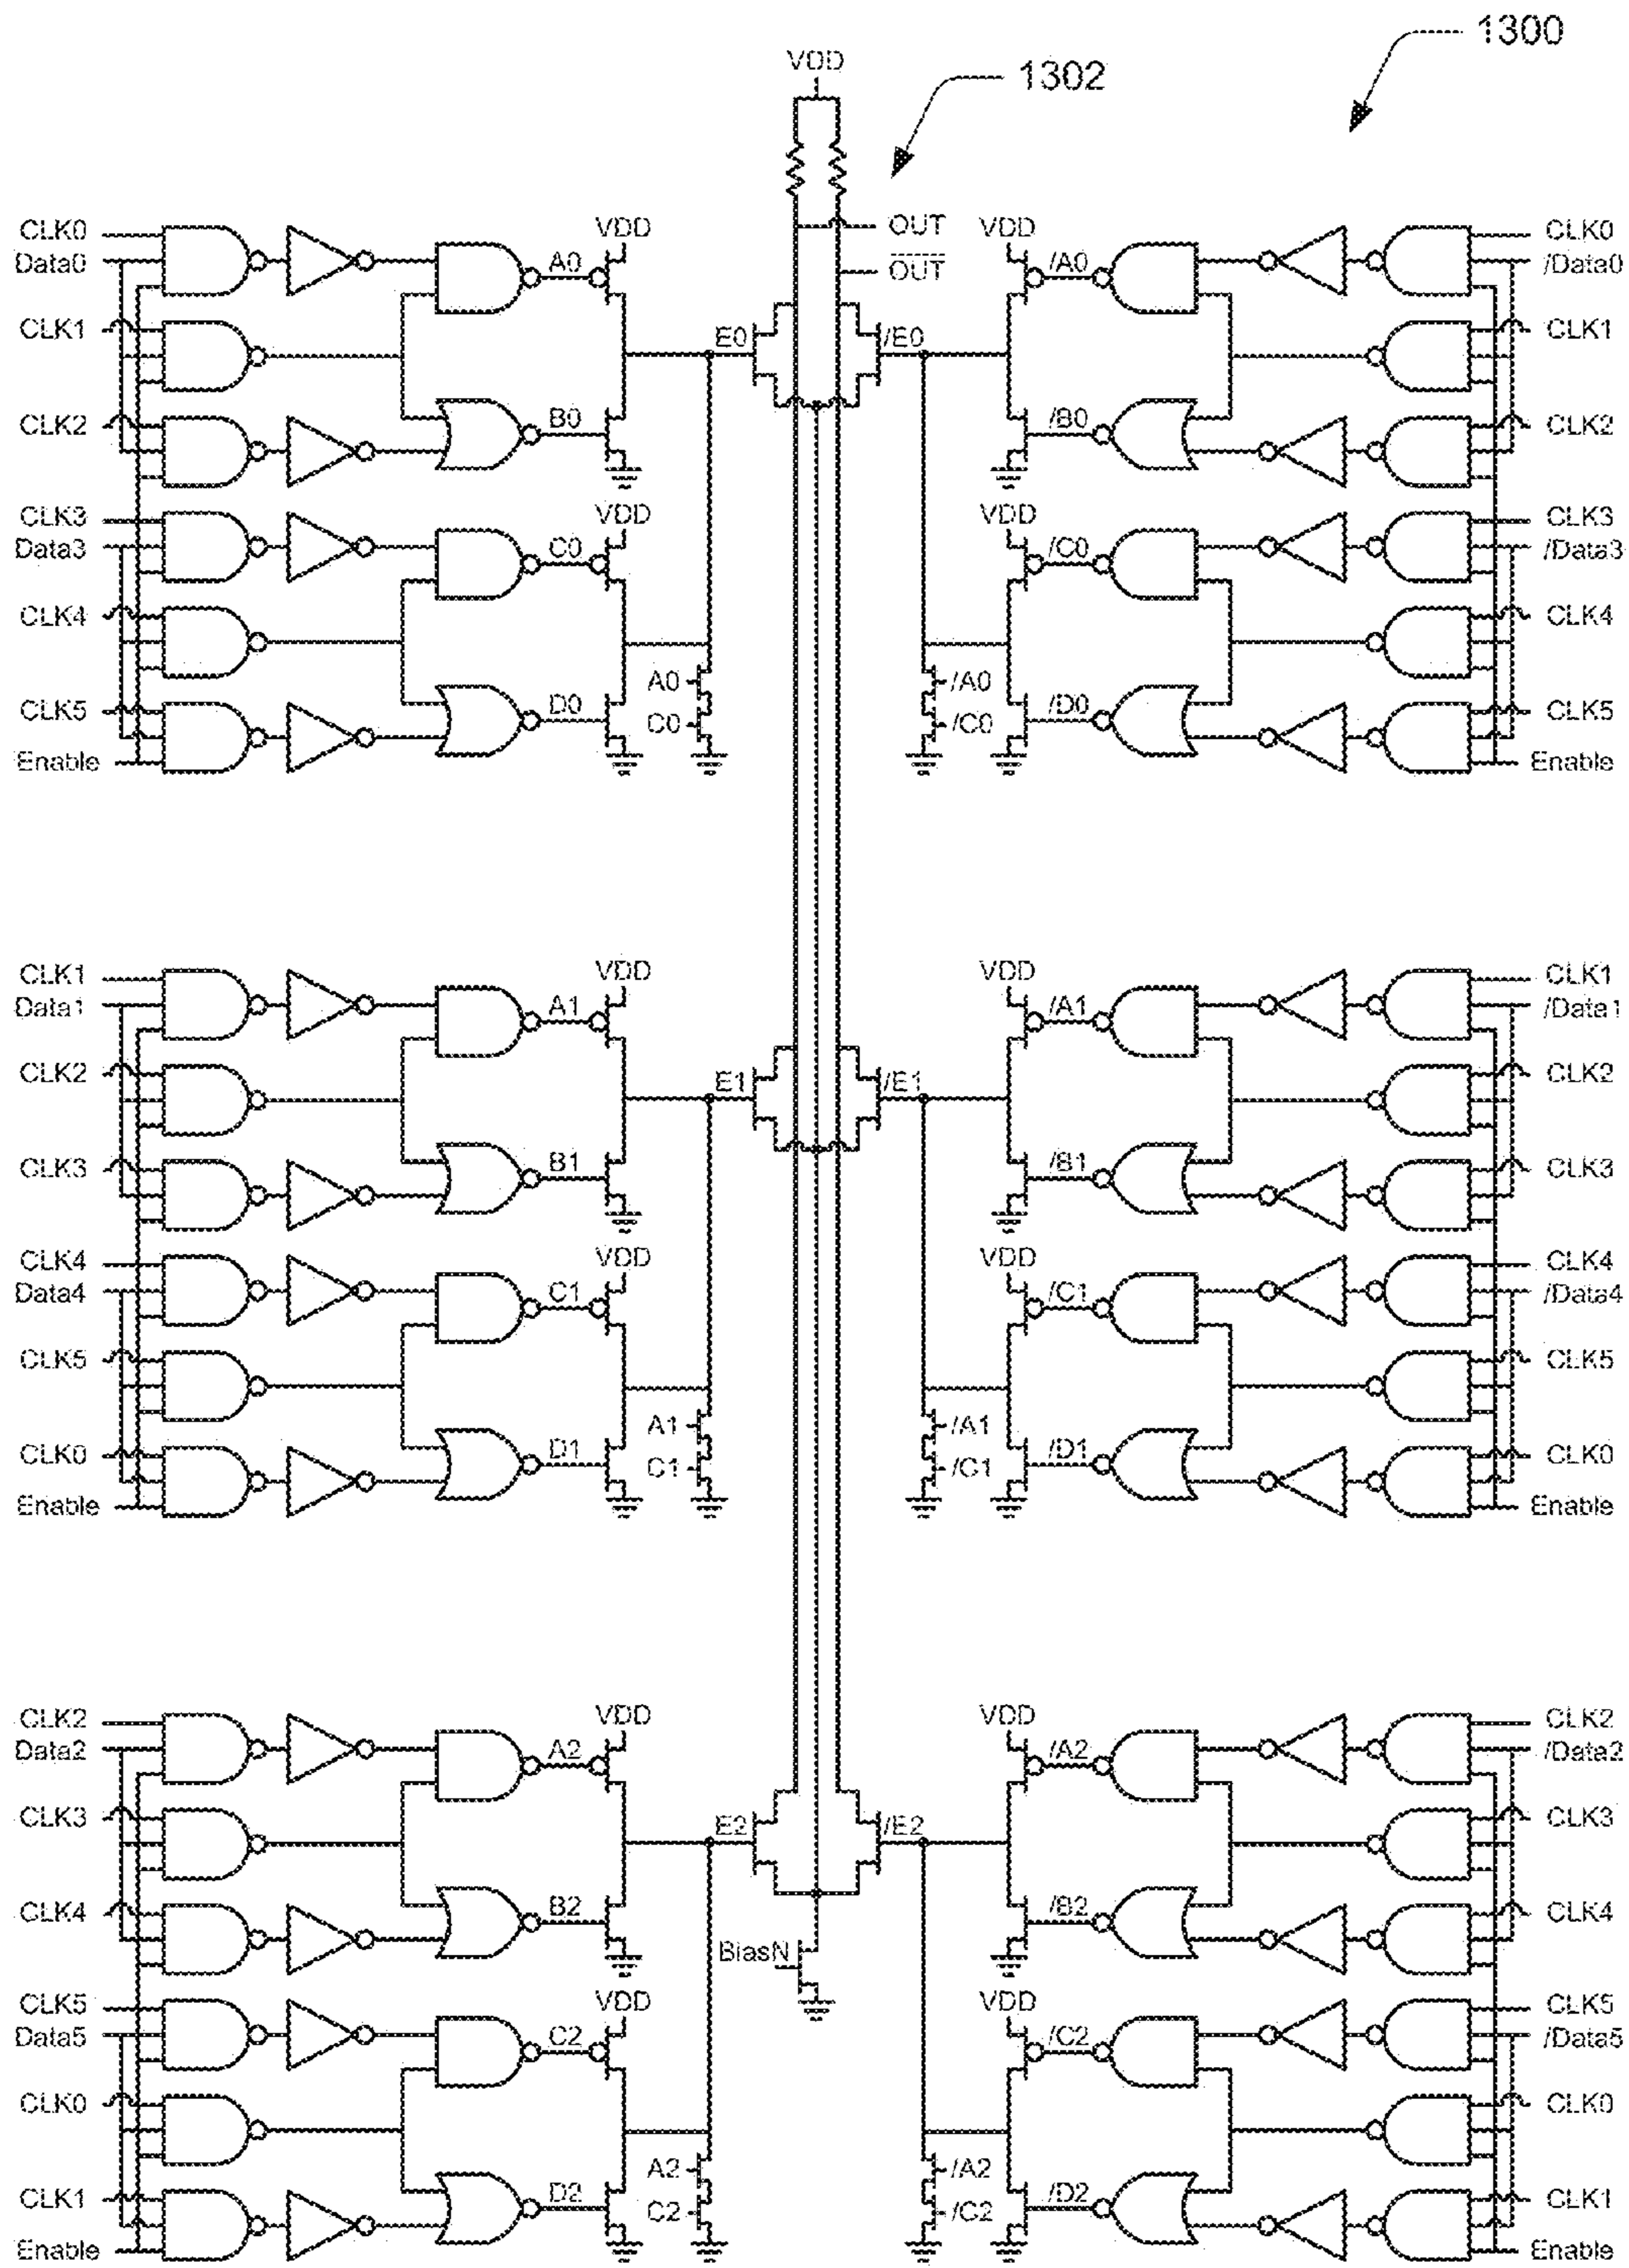 1300
VDD
1302
CLK0 VDD OUT VDD CLK0
Data0 A0 /A0 /Data0
OUT
CLK1 E0 /E0 CLK1
CLK2 B0 /B0 CLK2
CLK3 VDD VDD CLK3
Data3 C0 /C0 /Data3
CLK4 CLK4
A0 /A0
CLK5 D0 C0 /C0 /D0 CLK5
Enable Enable
CLK1 VDD VDD CLK1
Data1 A1 /A1 /Data1
CLK2 E1 /E1 CLK2
CLK3 B1 /B1 CLK3
CLK4 VDD VDD CLK4
Data4 C1 /C1 /Data4
CLK5 CLK5
A1 /A1
CLK0 D1 C1 /C1 /D1 CLK0
Enable Enable
CLK2 VDD VDD CLK2
Data2 A2 /A2 /Data2
CLK3 E2 /E2 CLK3
CLK4 B2 /B2 CLK4
BiasN
CLK5 VDD VDD CLK5
Data5 C2 /C2 /Data5
CLK0 CLK0
A2 /A2
CLK1 D2 C2 /C2 /D2 CLK1
Enable Enable